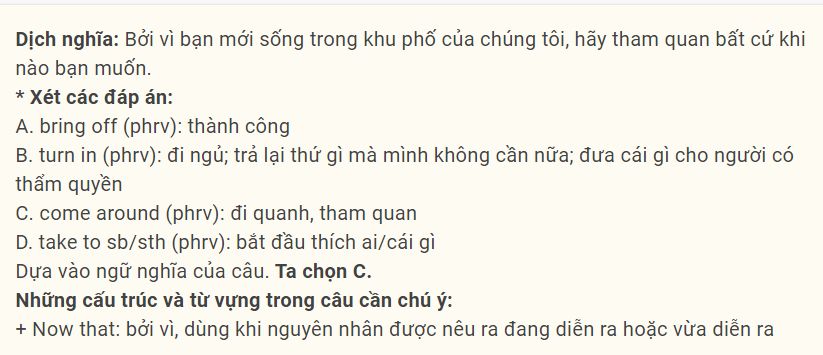 Dịch nghĩa: Bởi vì bạn mới sống trong khu phố của chúng tôi, hãy tham quan bất cứ khi
nào bạn muốn.
* Xét các đáp án:
A. bring off (phrv): thành công
B. turn in (phrv): đi ngủ; trả lại thứ gì mà mình không cần nữa; đưa cái gì cho người có
thẩm quyền
C. come around (phrv): đi quanh, tham quan
D. take to sb/sth (phrv): bắt đầu thích ai/cái gì
Dựa vào ngữ nghĩa của câu. Ta chọn C.
Những cấu trúc và từ vựng trong câu cần chú ý:
+ Now that: bởi vì, dùng khi nguyên nhân được nêu ra đang diễn ra hoặc vừa diễn ra